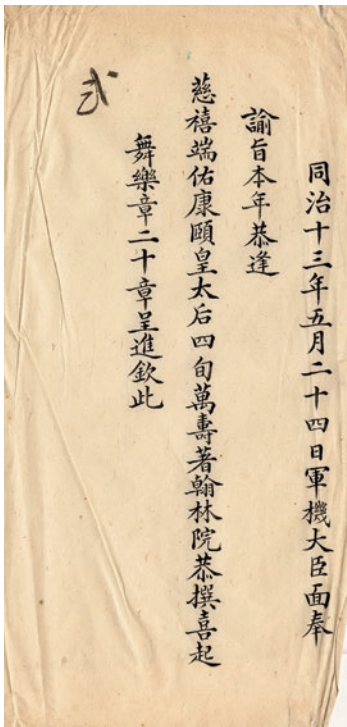 同治十三年五月二十四日軍機大臣面奉
諭旨本年恭逢
慈禧端佑康頤皇太后四旬萬壽著翰林院恭撰喜起
舞樂章二十章呈進欽此